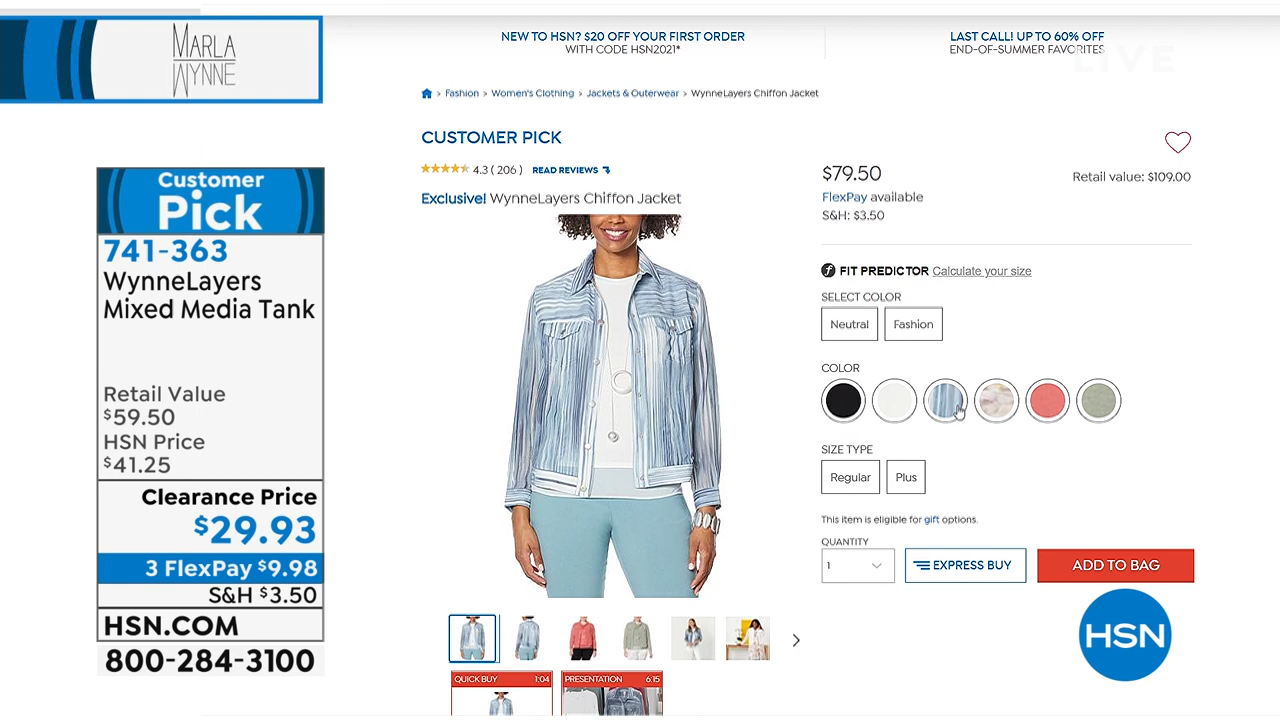 MARLA
WYNNE
NEW TO HSN? $20 OFF YOUR FIRST ORDER
WITH CODE HSN2021*
LAST CALL! UP TO 60% OFF
END-OF-SUMMER FAVORITES
LIVE
Fashion > Women's Clothing > Jackets & Outerwear > WynneLayers Chiffon Jacket
CUSTOMER PICK
4.3 ( 206 ) READ REVIEWS
Exclusive! WynneLayers Chiffon Jacket
$79.50
Retail value: $109.00
FlexPay available
S&H: $3.50
FIT PREDICTOR Calculate your size
SELECT COLOR
Neutral
Fashion
COLOR
SIZE TYPE
Regular
Plus
This item is eligible for gift options.
QUANTITY
1
EXPRESS BUY
ADD TO BAG
HSN
QUICK BUY 1:04
PRESENTATION 6:15
Customer
Pick
741-363
WynneLayers
Mixed Media Tank
Retail Value
$59.50
HSN Price
$41.25
Clearance Price
$29.93
3 FlexPay $9.98
S&H $3.50
HSN.COM
800-284-3100